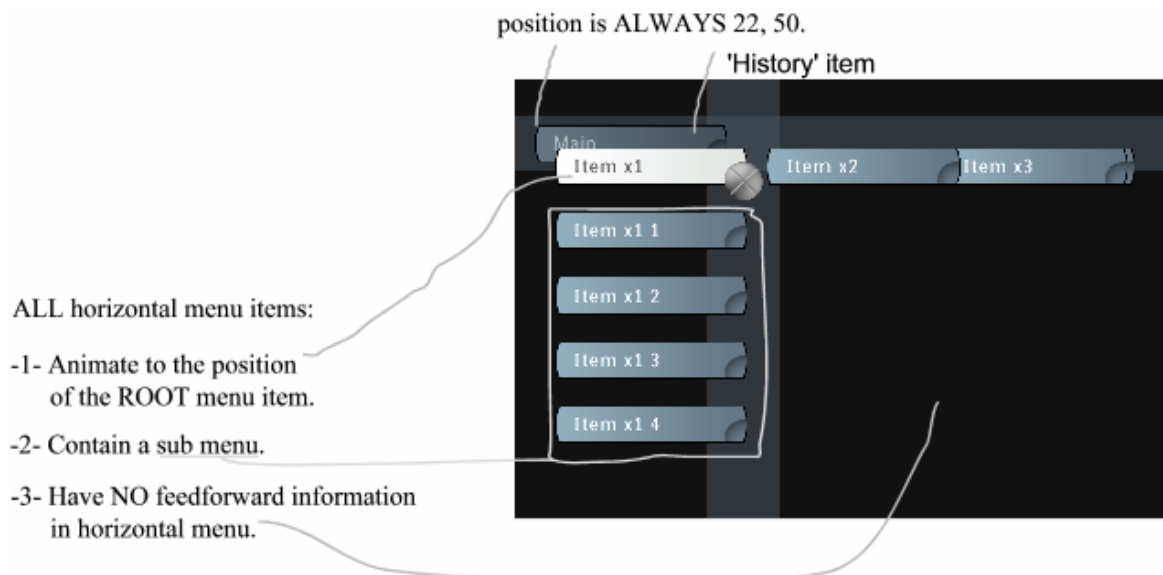 position is ALWAYS 22, 50.
'History' item
Main
Item x1
Item x2
Item x3
Item x1 1
Item x1 2
Item x1 3
Item x1 4
ALL horizontal menu items:
-1- Animate to the position
of the ROOT menu item.
-2- Contain a sub menu.
-3- Have NO feedforward information
in horizontal menu.